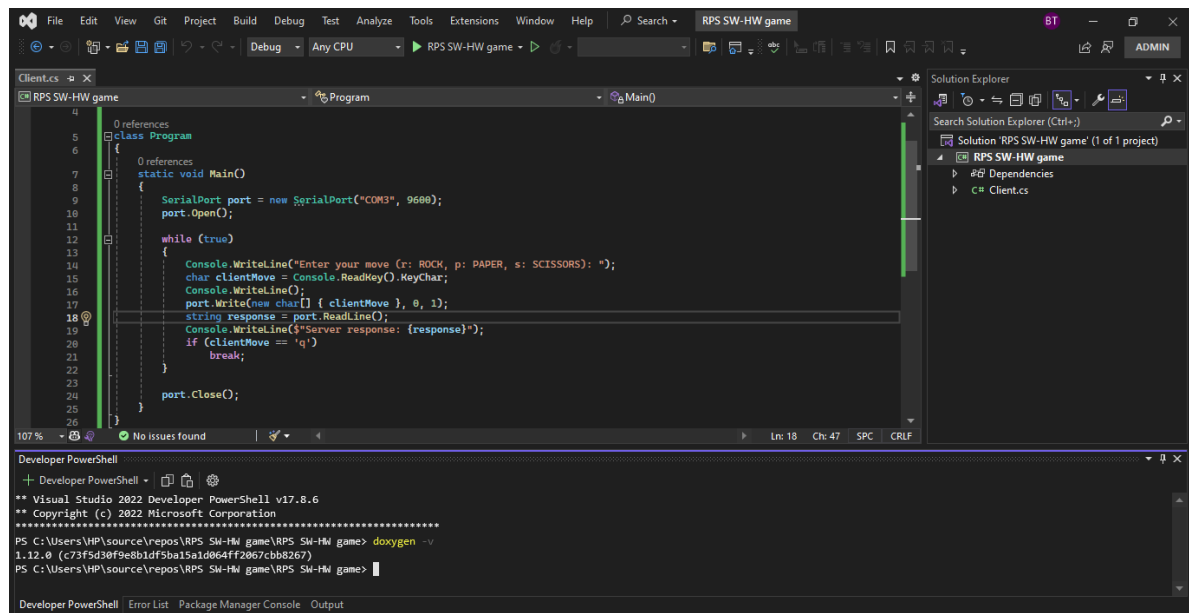 File Edit View Git Project Build Debug Test Analyze Tools Extensions Window Help Search RPS SW-HW game BT
Debug Any CPU RPS SW-HW game ADMIN
Client.cs
RPS SW-HW game Program Main()
4
0 references
5 class Program
6 {
0 references
7 static void Main()
8 {
9 SerialPort port = new SerialPort("COM3", 9600);
10 port.Open();
11
12 while (true)
13 {
14 Console.WriteLine("Enter your move (r: ROCK, p: PAPER, s: SCISSORS): ");
15 char clientMove = Console.ReadKey().KeyChar;
16 Console.WriteLine();
17 port.Write(new char[] { clientMove }, 0, 1);
18 string response = port.ReadLine();
19 Console.WriteLine($"Server response: {response}");
20 if (clientMove == 'q')
21 break;
22 }
23
24 port.Close();
25 }
26 }
107 % No issues found Ln: 18 Ch: 47 SPC CRLF
Solution Explorer
Search Solution Explorer (Ctrl+;)
Solution 'RPS SW-HW game' (1 of 1 project)
C# RPS SW-HW game
Dependencies
C# Client.cs
Developer PowerShell
+ Developer PowerShell
** Visual Studio 2022 Developer PowerShell v17.8.6
** Copyright (c) 2022 Microsoft Corporation
**********************************************************************
PS C:\Users\HP\source\repos\RPS SW-HW game\RPS SW-HW game> doxygen -v
1.12.0 (c73f5d30f9e8b1df5ba15a1d064ff2067cbb8267)
PS C:\Users\HP\source\repos\RPS SW-HW game\RPS SW-HW game>
Developer PowerShell Error List Package Manager Console Output